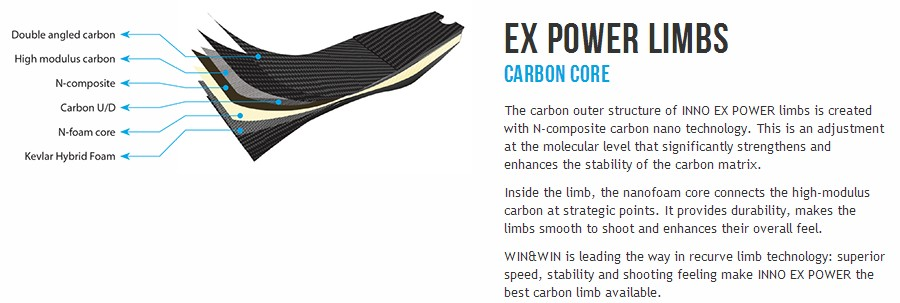 Double angled carbon
High modulus carbon
N-composite
Carbon U/D
N-foam core
Kevlar Hybrid Foam
EX POWER LIMBS
CARBON CORE
The carbon outer structure of INNO EX POWER limbs is created
with N-composite carbon nano technology. This is an adjustment
at the molecular level that significantly strengthens and
enhances the stability of the carbon matrix.
Inside the limb, the nanofoam core connects the high-modulus
carbon at strategic points. It provides durability, makes the
limbs smooth to shoot and enhances their overall feel.
WIN&WIN is leading the way in recurve limb technology: superior
speed, stability and shooting feeling make INNO EX POWER the
best carbon limb available.